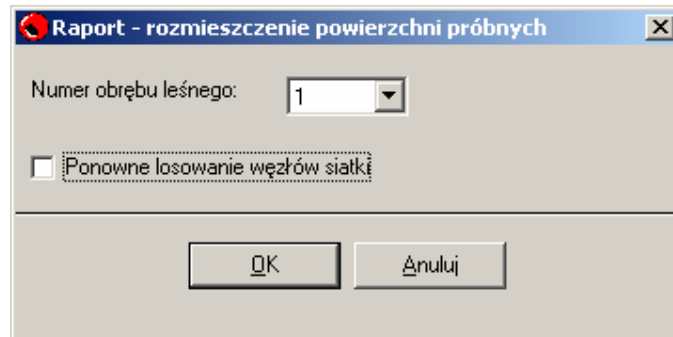 Raport - rozmieszczenie powierzchni próbnych
Numer obrębu leśnego: 1
Ponowne losowanie węzłów siatki
OK Anuluj